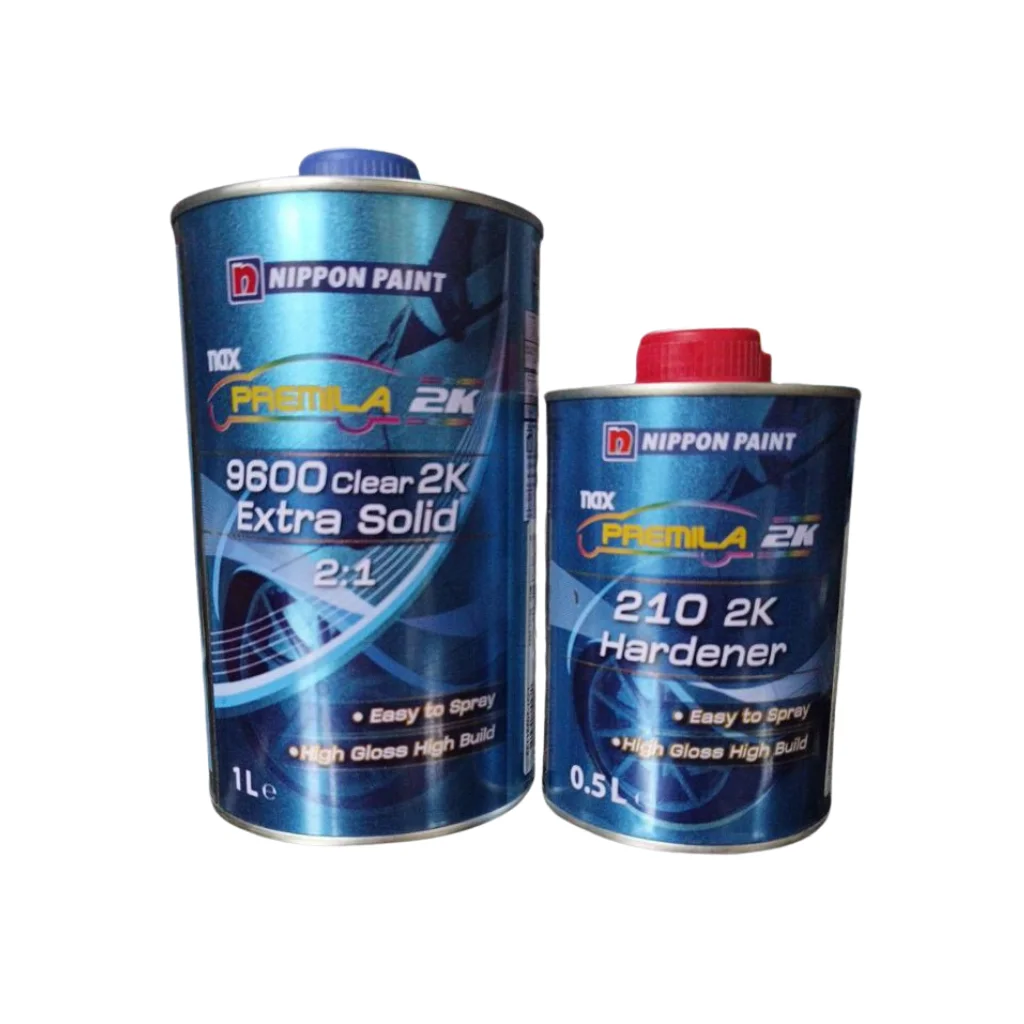 n NIPPON PAINT
nax
PREMILA 2K
9600 Clear 2K
Extra Solid
2:1
• Easy to Spray
• High Gloss High Build
1L e
n NIPPON PAINT
nax
PREMILA 2K
210 2K
Hardener
• Easy to Spray
• High Gloss High Build
0.5L e